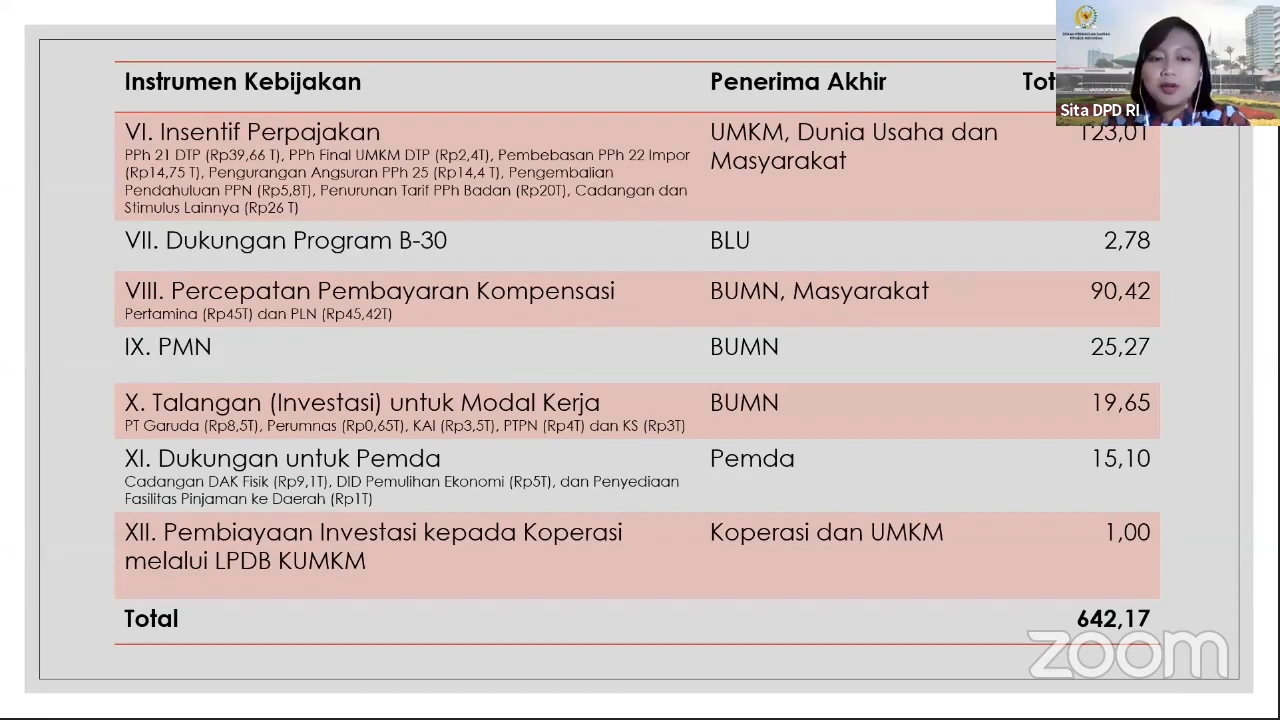 Instrumen Kebijakan
Penerima Akhir
Tot
VI. Insentif Perpajakan
PPh 21 DTP (Rp39,66 T), PPh Final UMKM DTP (Rp2,4T), Pembebasan PPh 22 Impor
(Rp14,75 T), Pengurangan Angsuran PPh 25 (Rp14,4 T), Pengembalian
Pendahuluan PPN (Rp5,8T), Penurunan Tarif PPh Badan (Rp20T), Cadangan dan
Stimulus Lainnya (Rp26 T)
UMKM, Dunia Usaha dan
Masyarakat
123,01
VII. Dukungan Program B-30
BLU
2,78
VIII. Percepatan Pembayaran Kompensasi
Pertamina (Rp45T) dan PLN (Rp45,42T)
BUMN, Masyarakat
90,42
IX. PMN
BUMN
25,27
X. Talangan (Investasi) untuk Modal Kerja
PT Garuda (Rp8,5T), Perumnas (Rp0,65T), KAI (Rp3,5T), PTPN (Rp4T) dan KS (Rp3T)
BUMN
19,65
XI. Dukungan untuk Pemda
Cadangan DAK Fisik (Rp9,1T), DID Pemulihan Ekonomi (Rp5T), dan Penyediaan
Fasilitas Pinjaman ke Daerah (Rp1T)
Pemda
15,10
XII. Pembiayaan Investasi kepada Koperasi
melalui LPDB KUMKM
Koperasi dan UMKM
1,00
Total
642,17
DEWAN PERWAKILAN DAERAH
REPUBLIK INDONESIA
Sita DPD RI
zoom